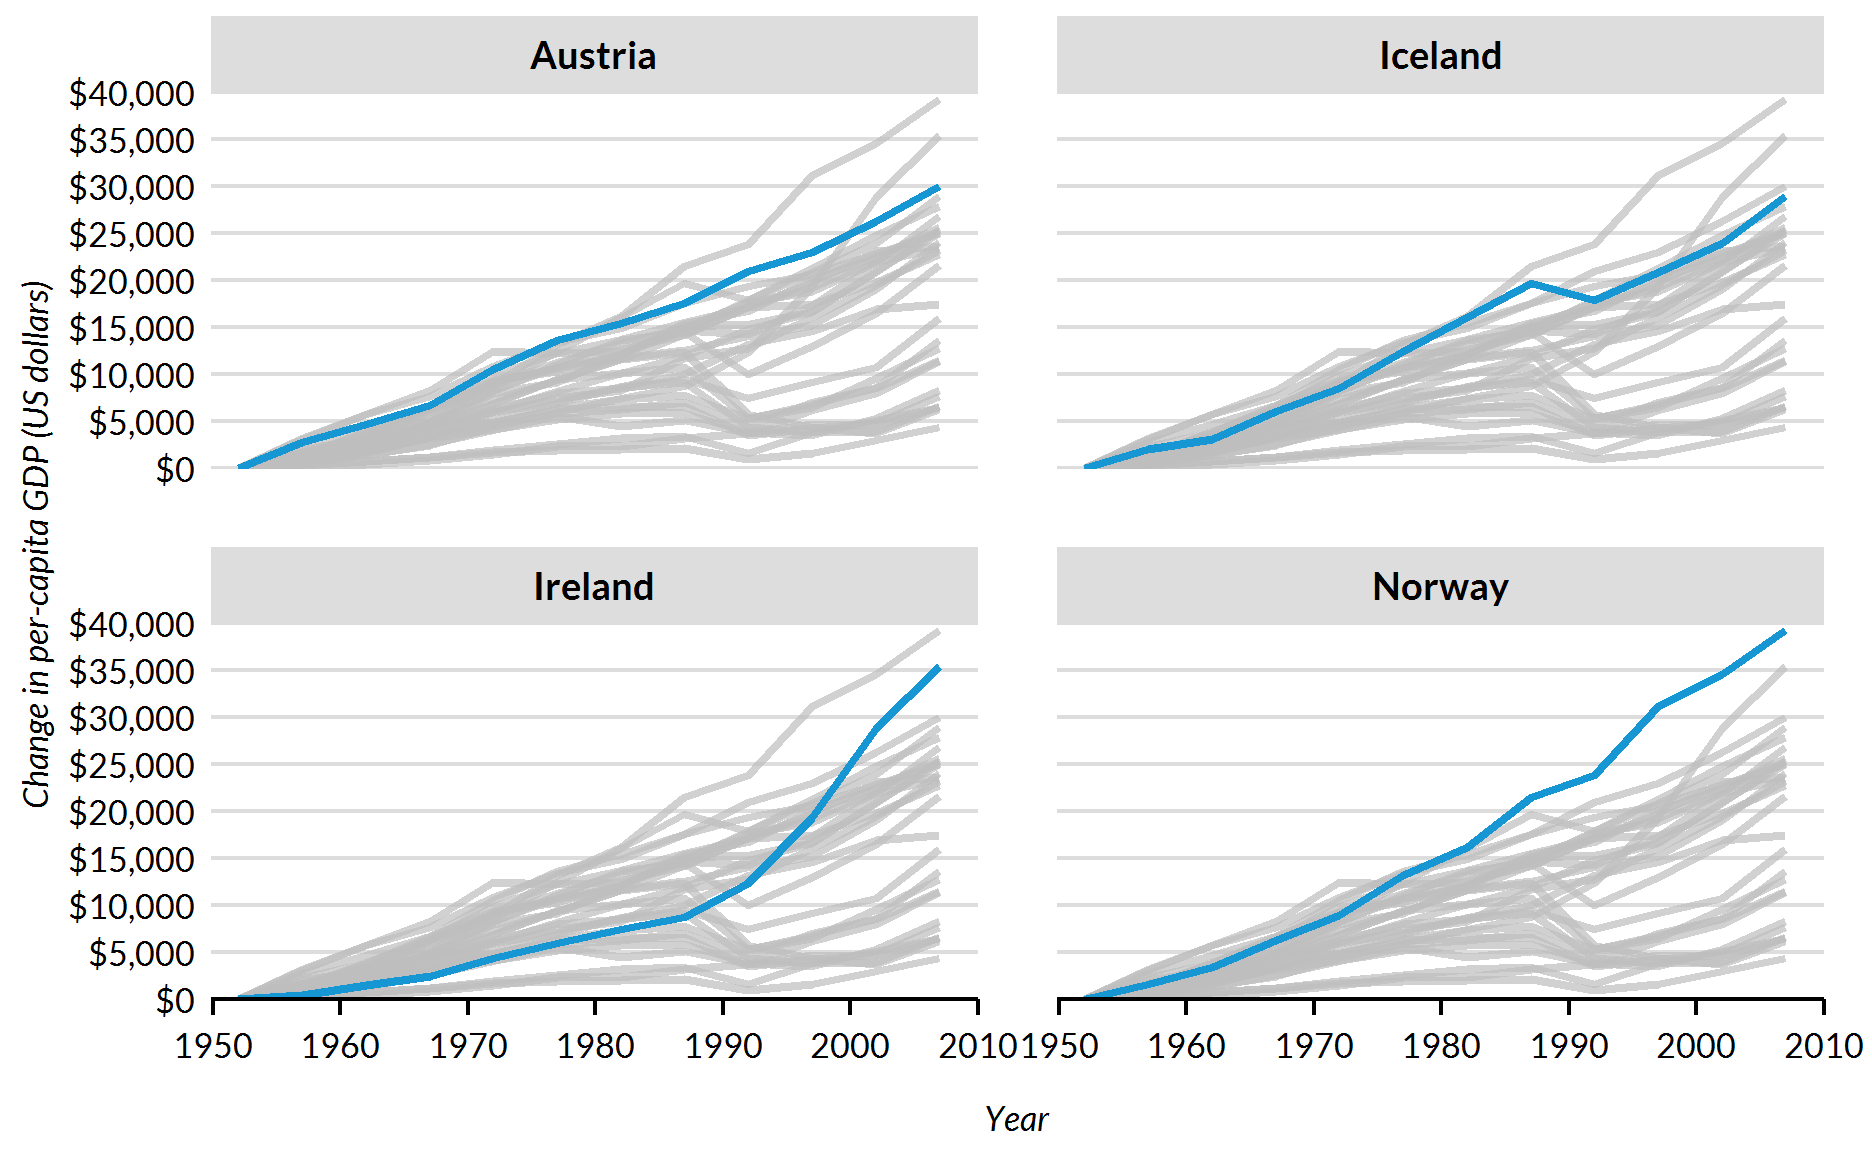 Austria
Iceland
$40,000
$35,000
$30,000
$25,000
$20,000
$15,000
$10,000
$5,000
$0
Change in per-capita GDP (US dollars)
Ireland
Norway
$40,000
$35,000
$30,000
$25,000
$20,000
$15,000
$10,000
$5,000
$0
1950 1960 1970 1980 1990 2000 2010 1950 1960 1970 1980 1990 2000 2010
Year